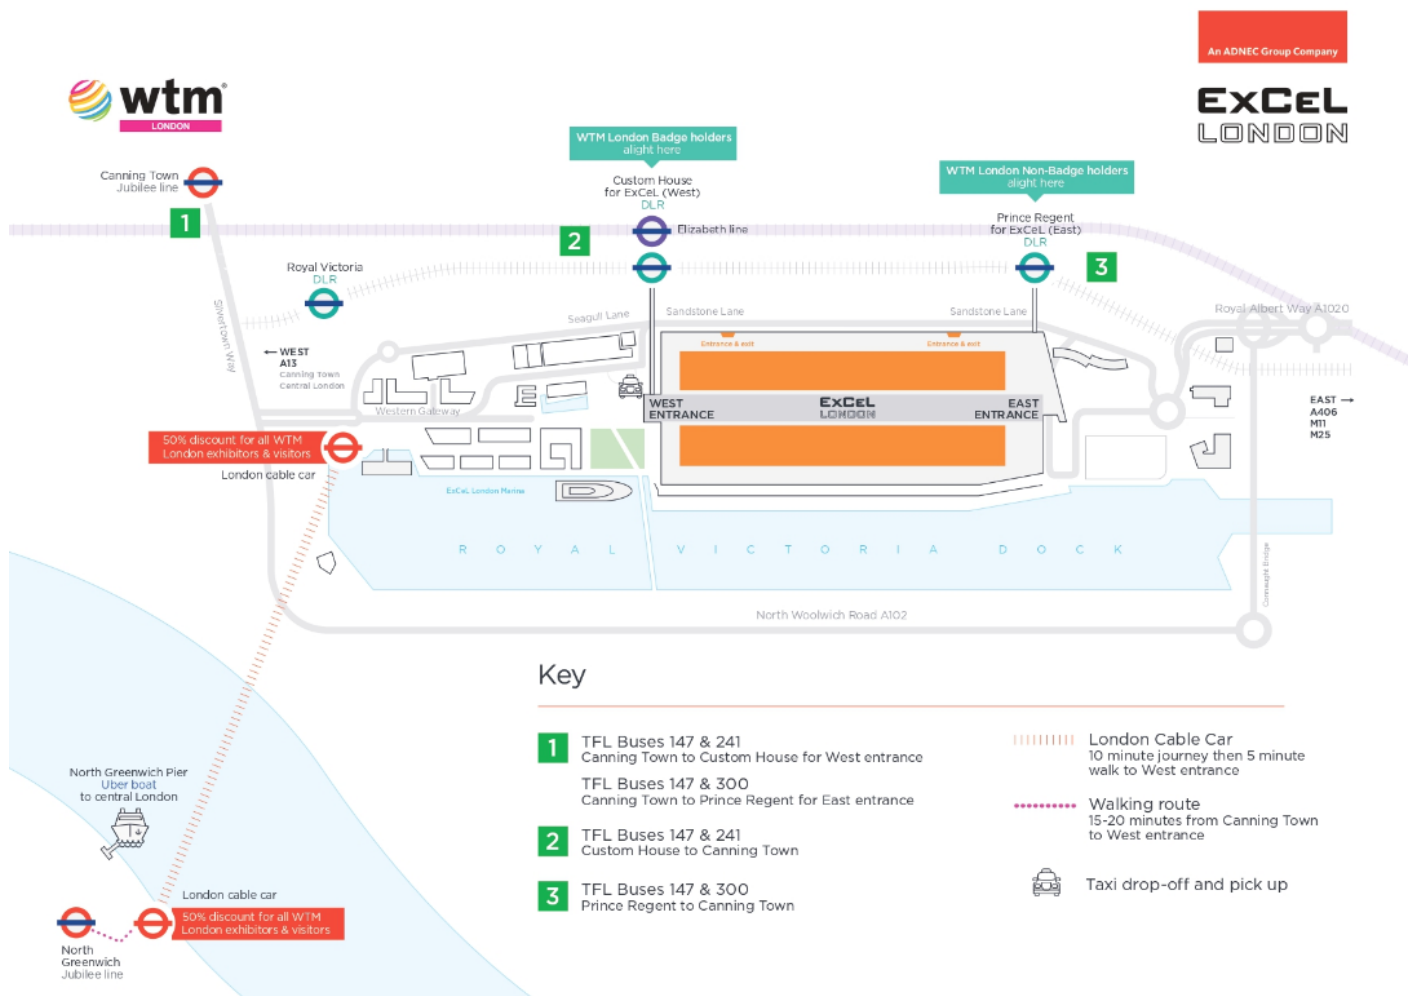 An ADNEC Group Company
ExCeL
LONDON
wtm
LONDON
WTM London Badge holders
alight here
WTM London Non-Badge holders
alight here
Canning Town
Jubilee line
Custom House
for ExCeL (West)
DLR
Elizabeth line
Prince Regent
for ExCeL (East)
DLR
1
2
3
Royal Victoria
DLR
Silvertown Way
Seagull Lane
Sandstone Lane
Sandstone Lane
Royal Albert Way A1020
WEST
A13
Canning Town
Central London
Entrance & exit
Entrance & exit
Western Gateway
WEST
ENTRANCE
ExCeL
LONDON
EAST
ENTRANCE
EAST
A406
M11
M25
50% discount for all WTM
London exhibitors & visitors
London cable car
ExCeL London Marina
ROYAL VICTORIA DOCK
Connaught Bridge
North Woolwich Road A102
Key
1
TFL Buses 147 & 241
Canning Town to Custom House for West entrance
TFL Buses 147 & 300
Canning Town to Prince Regent for East entrance
2
TFL Buses 147 & 241
Custom House to Canning Town
3
TFL Buses 147 & 300
Prince Regent to Canning Town
London Cable Car
10 minute journey then 5 minute
walk to West entrance
Walking route
15-20 minutes from Canning Town
to West entrance
Taxi drop-off and pick up
North Greenwich Pier
Uber boat
to central London
London cable car
50% discount for all WTM
London exhibitors & visitors
North
Greenwich
Jubilee line